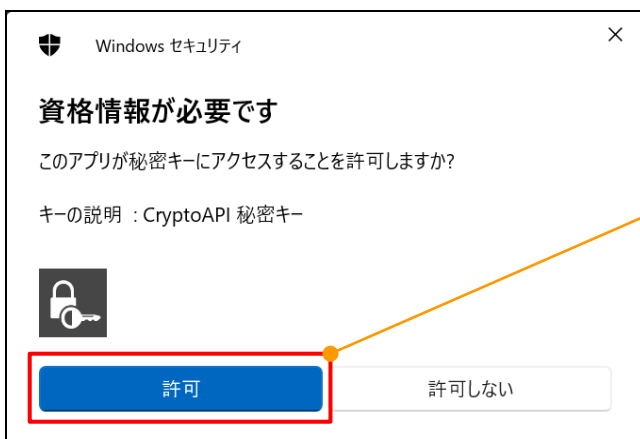 Windows セキュリティ
資格情報が必要です
このアプリが秘密キーにアクセスすることを許可しますか?
キーの説明 : CryptoAPI 秘密キー
許可
許可しない